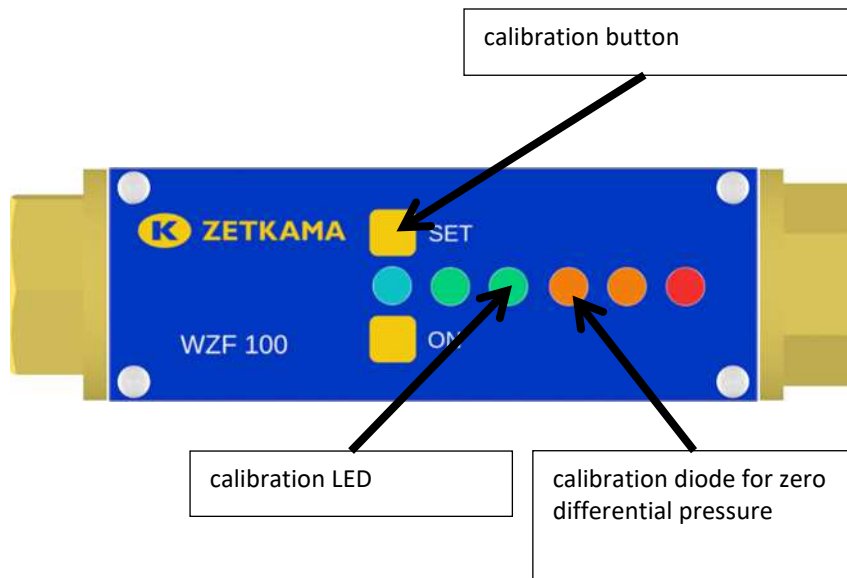 calibration button
K ZETKAMA
SET
WZF 100
ON
calibration LED
calibration diode for zero
differential pressure